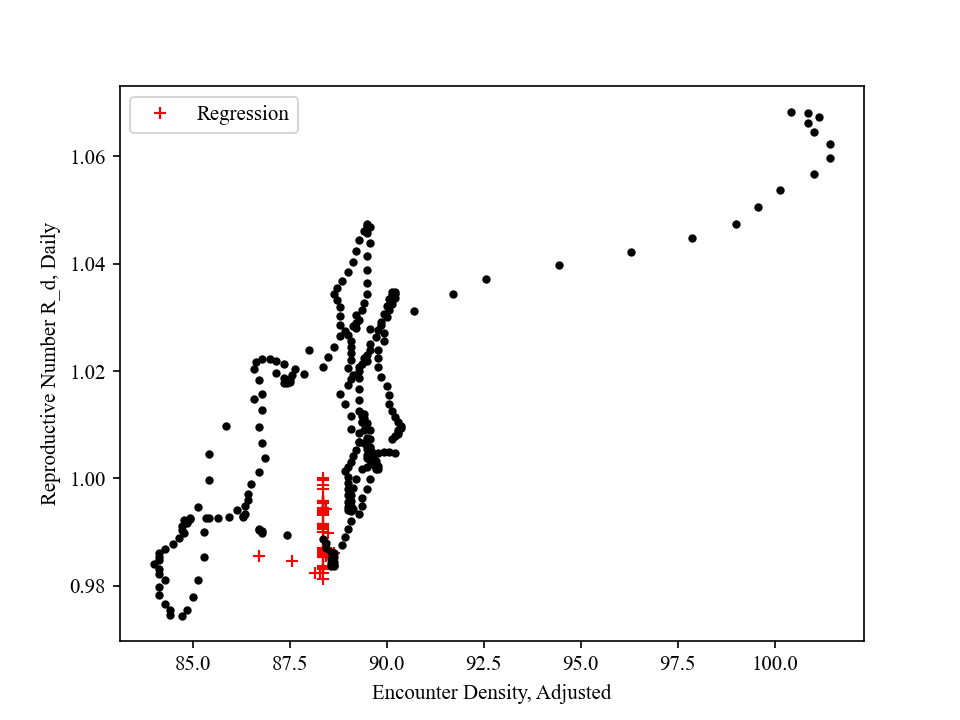 Regression
1.06
1.04
1.02
1.00
0.98
Reproductive Number R_d, Daily
85.0 87.5 90.0 92.5 95.0 97.5 100.0
Encounter Density, Adjusted